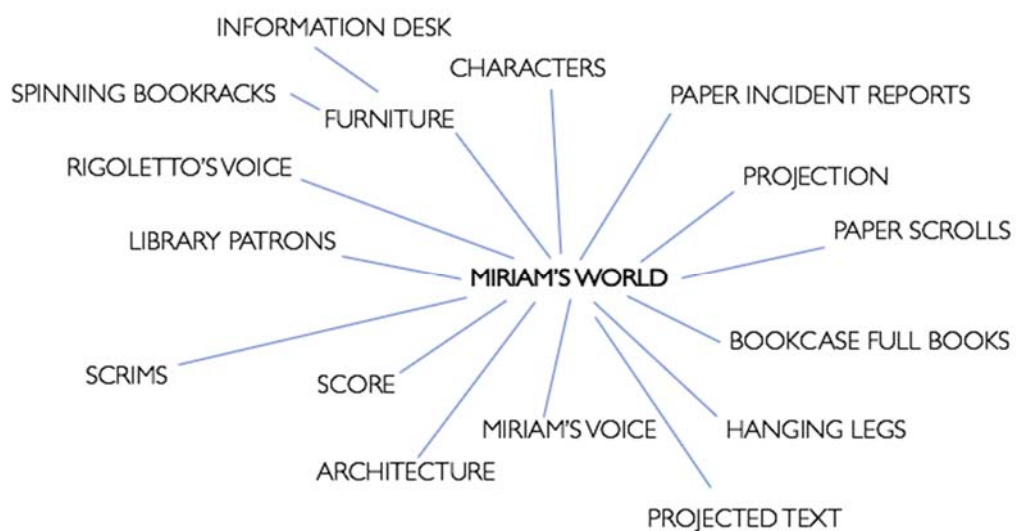 INFORMATION DESK
CHARACTERS
SPINNING BOOKRACKS
PAPER INCIDENT REPORTS
FURNITURE
RIGOLETTO'S VOICE
PROJECTION
LIBRARY PATRONS
PAPER SCROLLS
MIRIAM'S WORLD
BOOKCASE FULL BOOKS
SCRIMS
SCORE
MIRIAM'S VOICE
HANGING LEGS
ARCHITECTURE
PROJECTED TEXT